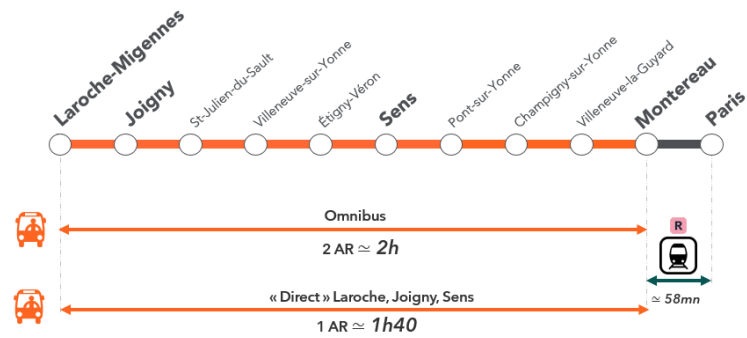 Laroche-Migennes
Joigny
St-Julien-du-Sault
Villeneuve-sur-Yonne
Étigny-Véron
Sens
Pont-sur-Yonne
Champigny-sur-Yonne
Villeneuve-la-Guyard
Montereau
Paris
Omnibus
2 AR ≃ 2h
R
« Direct » Laroche, Joigny, Sens
≃ 58mn
1 AR ≃ 1h40